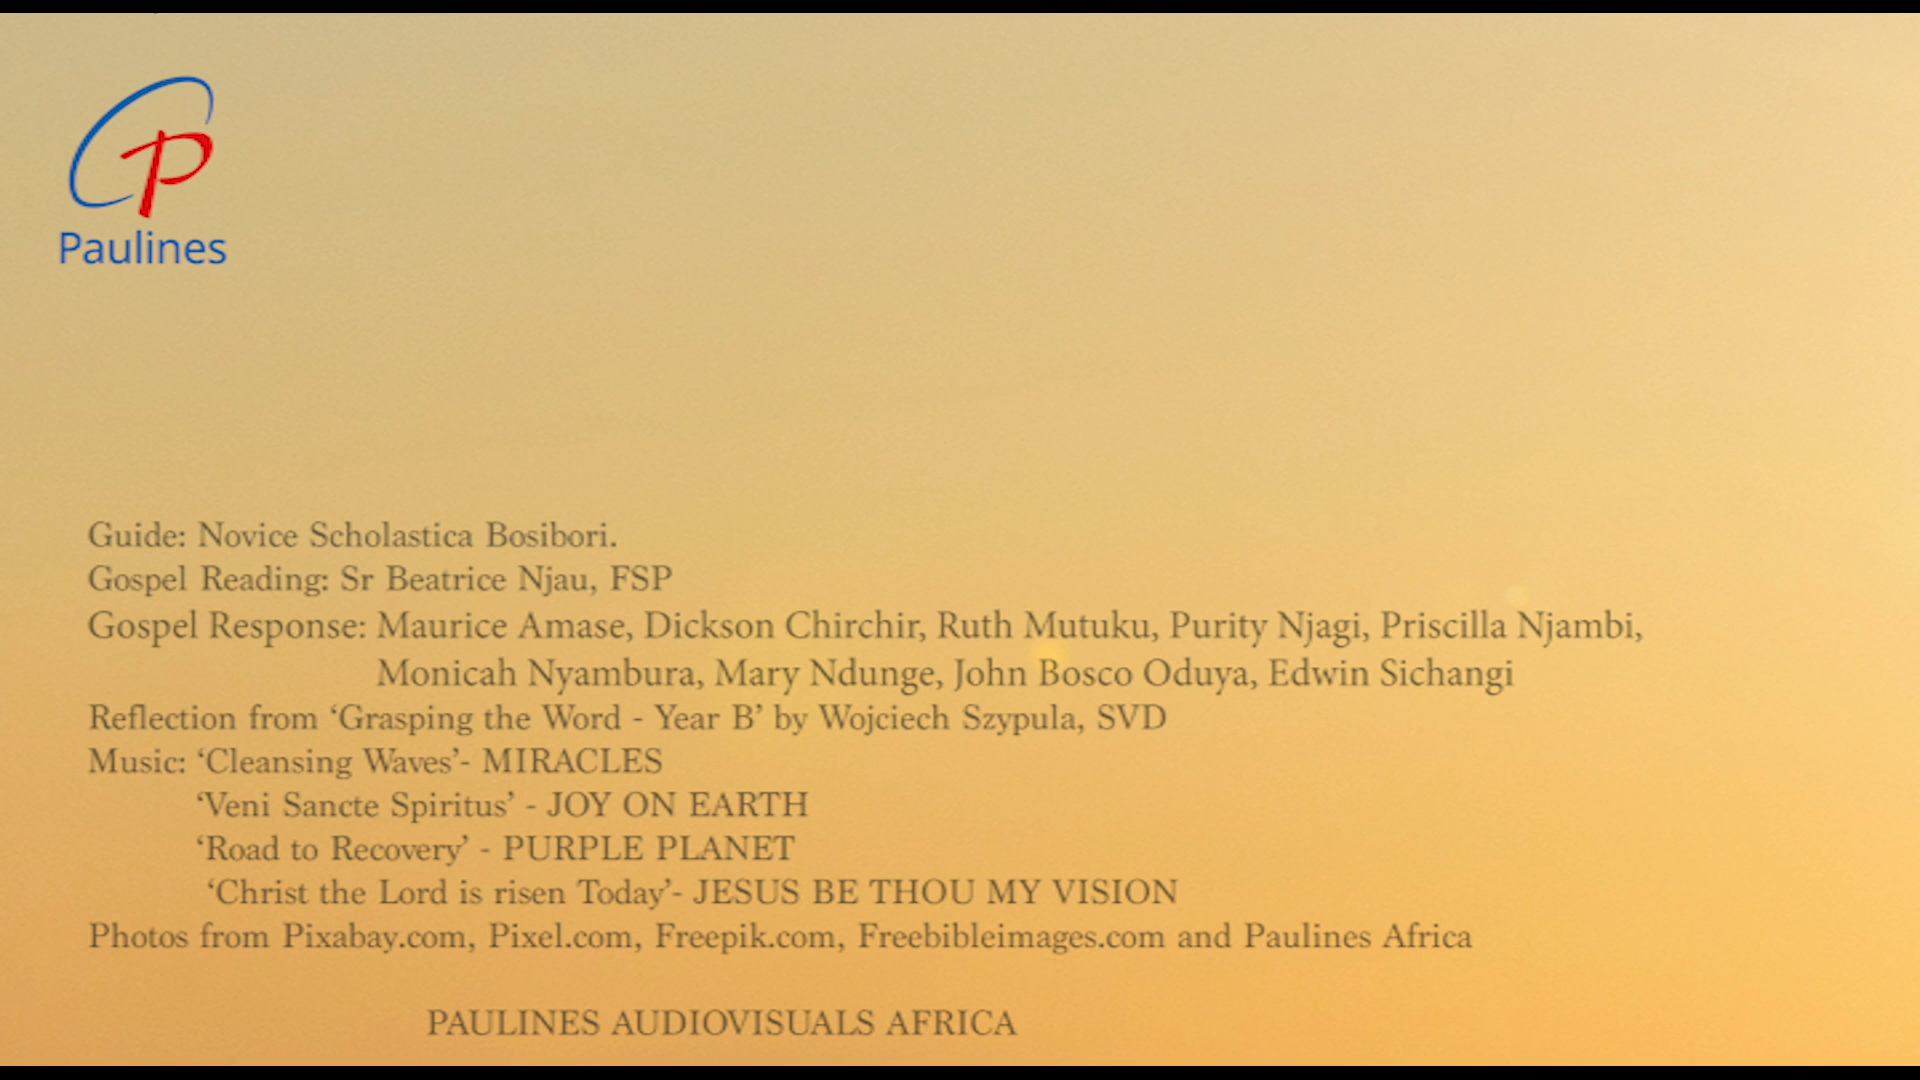 Paulines
Guide: Novice Scholastica Bosibori.
Gospel Reading: Sr Beatrice Njau, FSP
Gospel Response: Maurice Amase, Dickson Chirchir, Ruth Mutuku, Purity Njagi, Priscilla Njambi,
Monicah Nyambura, Mary Ndunge, John Bosco Oduya, Edwin Sichangi
Reflection from ‘Grasping the Word - Year B’ by Wojciech Szypula, SVD
Music: ‘Cleansing Waves’- MIRACLES
‘Veni Sancte Spiritus’ - JOY ON EARTH
‘Road to Recovery’ - PURPLE PLANET
‘Christ the Lord is risen Today’- JESUS BE THOU MY VISION
Photos from Pixabay.com, Pixel.com, Freepik.com, Freebibleimages.com and Paulines Africa
PAULINES AUDIOVISUALS AFRICA